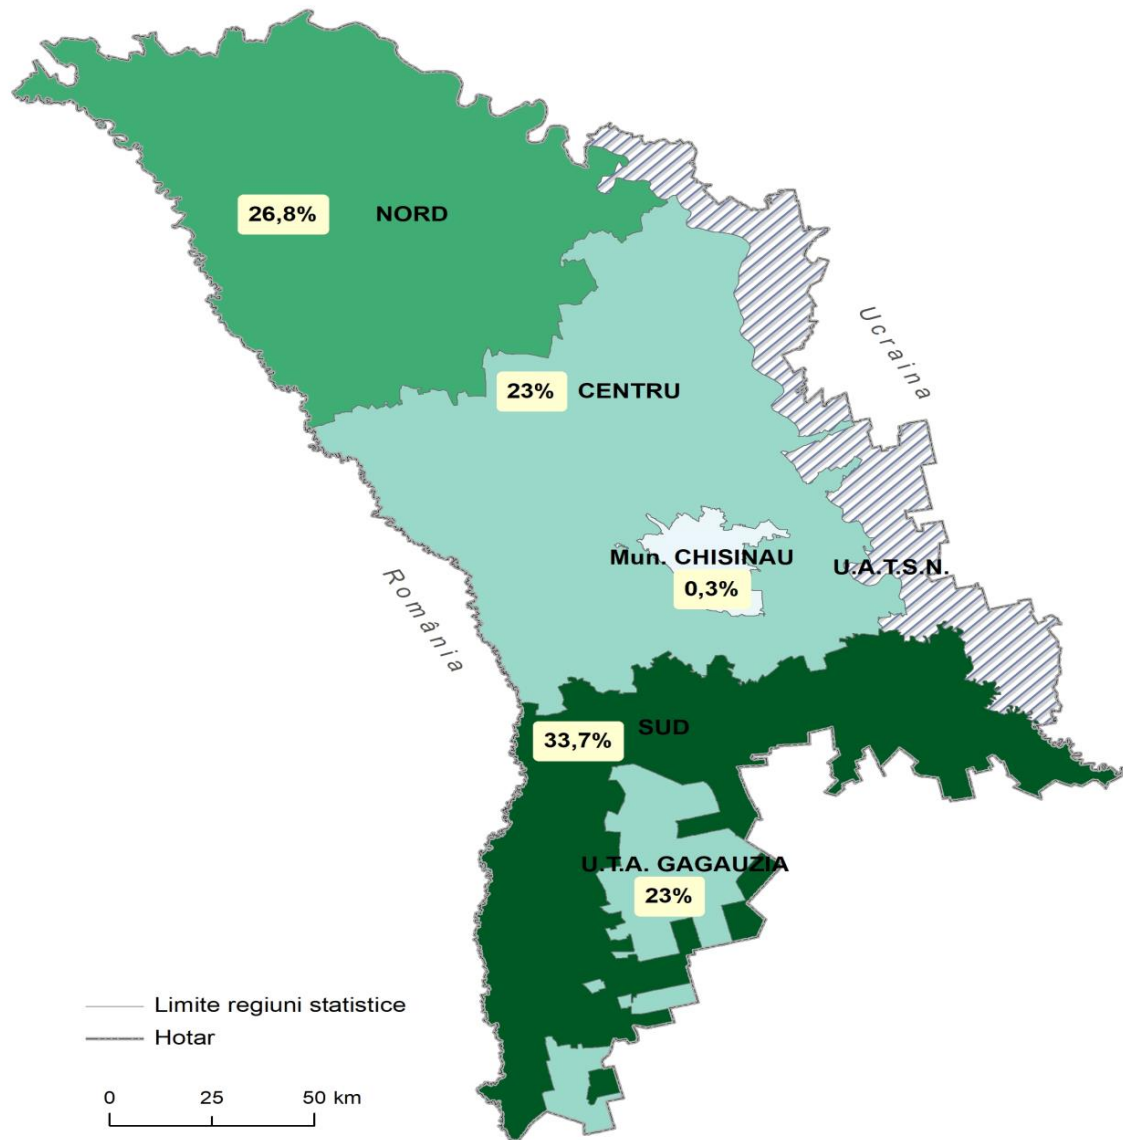 26,8% NORD
Ucraina
23% CENTRU
Mun. CHISINAU
0,3%
U.A.T.S.N.
România
SUD
33,7%
U.T.A. GAGAUZIA
23%
Limite regiuni statistice
Hotar
0 25 50 km